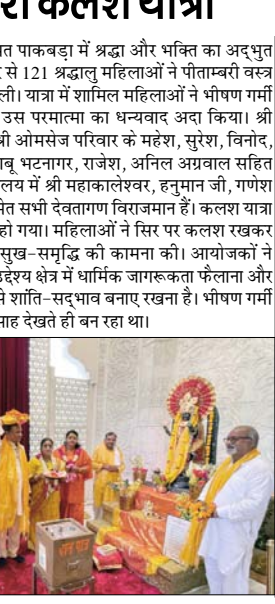 कलश यात्रा
पाकबड़ा में श्रद्धा और भक्ति का अद्भुत
से 121 श्रद्धालु महिलाओं ने पीताम्बरी वस्त्र
ली। यात्रा में शामिल महिलाओं ने भीषण गर्मी
उस परमात्मा का धन्यवाद अदा किया। श्री
श्री ओमसेज परिवार के महेश, सुरेश, विनोद,
बाबू भटनागर, राजेश, अनिल अग्रवाल सहित
में श्री महाकालेश्वर, हनुमान जी, गणेश
सभी देवतागण विराजमान हैं। कलश यात्रा
हो गया। महिलाओं ने सिर पर कलश रखकर
सुख-समृद्धि की कामना की। आयोजकों ने
उद्देश्य क्षेत्र में धार्मिक जागरूकता फैलाना और
शांति-सद्भाव बनाए रखना है। भीषण गर्मी
देखते ही बन रहा था।